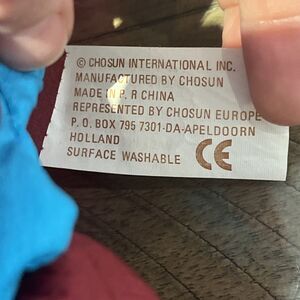 © CHOSUN INTERNATIONAL INC.
MANUFACTURED BY CHOSUN
MADE IN P. R CHINA
REPRESENTED BY CHOSUN EUROPE
P. O. BOX 795 7301-DA-APELDOORN
HOLLAND
SURFACE WASHABLE CE